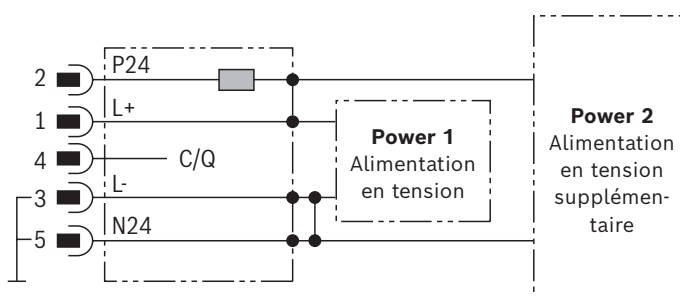 2 P24
1 L+
Power 1
Alimentation
en tension
4 C/Q
3 L-
5 N24
Power 2
Alimentation
en tension
supplémen-
taire